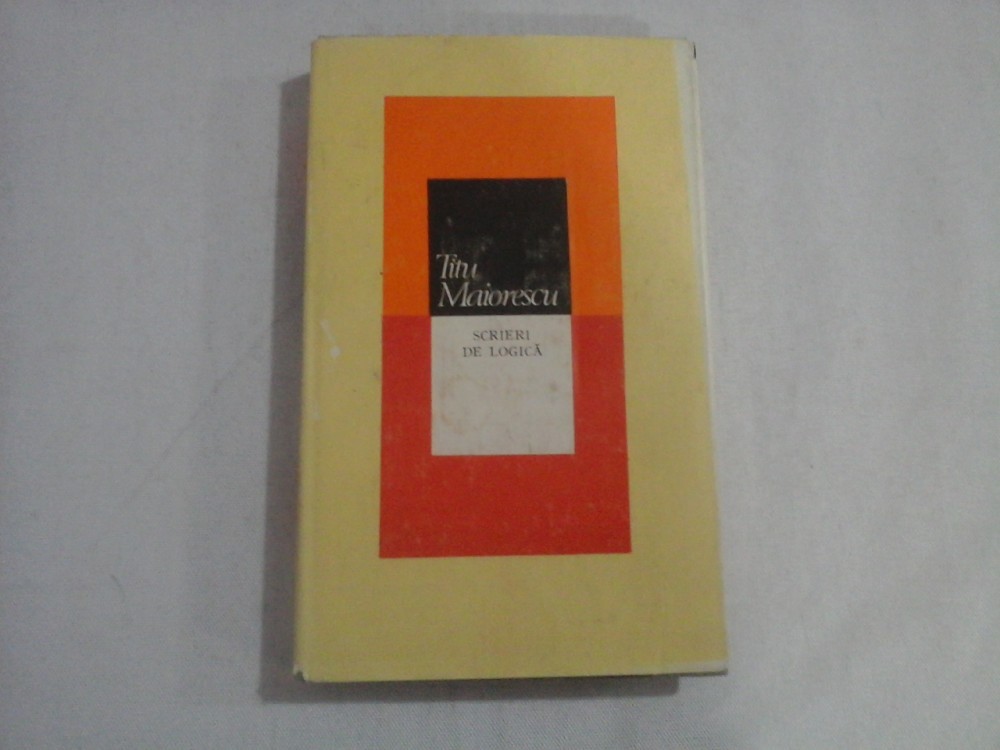 Titu
Maiorescu
SCRIERI
DE LOGICĂ